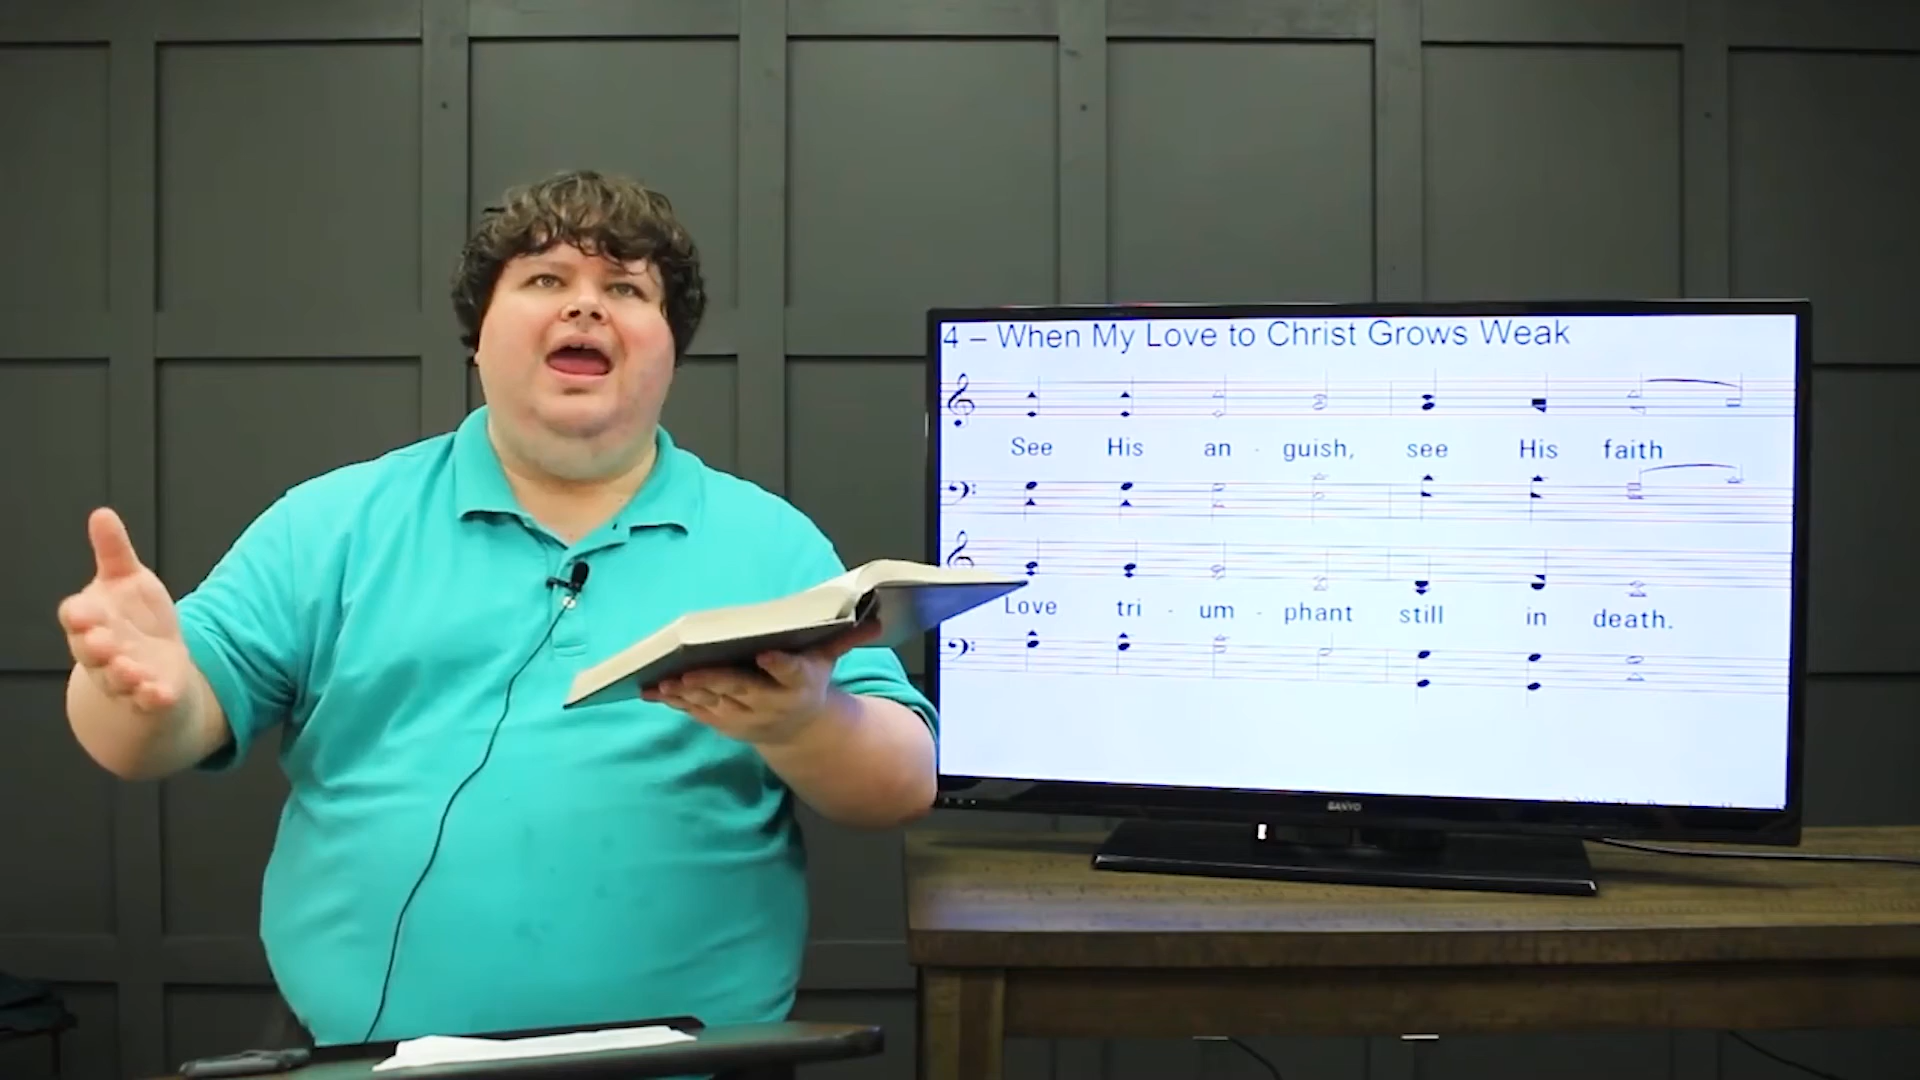 4 – When My Love to Christ Grows Weak
See His an - guish, see His faith
Love tri - um - phant still in death.
SANYO